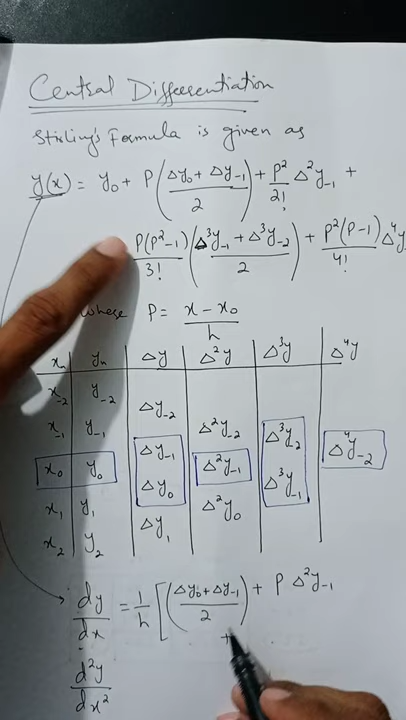 Central Differentiation
Stirling's Formula is given as
y(x) = y₀ + P (Δy₀ + Δy₋₁ / 2) + P²/2! Δ²y₋₁ +
P(P²-1)/3! (Δ³y₋₁ + Δ³y₋₂ / 2) + P²(P-1)/4! Δ⁴y
where P = x - x₀ / h
xₙ yₙ Δy Δ²y Δ³y Δ⁴y
x₋₂ y₋₂
Δy₋₂
x₋₁ y₋₁ Δ²y₋₂
Δy₋₁ Δ³y₋₂
x₀ y₀ Δ²y₋₁ Δ⁴y₋₂
Δy₀ Δ³y₋₁
x₁ y₁ Δ²y₀
Δy₁
x₂ y₂
dy/dx = 1/h [(Δy₀ + Δy₋₁ / 2) + P Δ²y₋₁
+
d²y/dx²